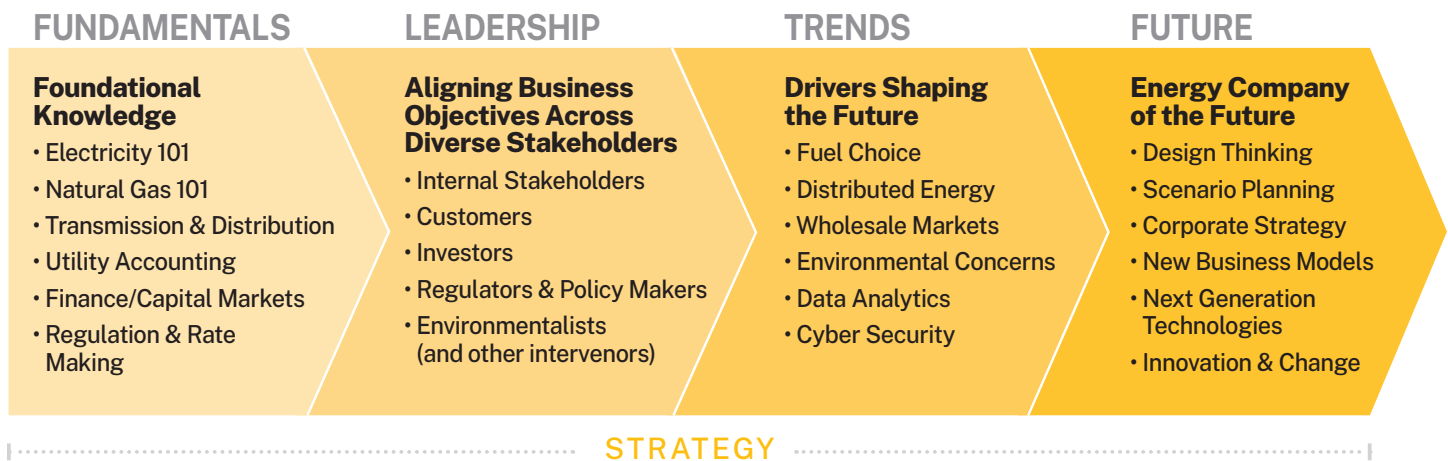 FUNDAMENTALS
Foundational
Knowledge
• Electricity 101
• Natural Gas 101
• Transmission & Distribution
• Utility Accounting
• Finance/Capital Markets
• Regulation & Rate
Making
LEADERSHIP
Aligning Business
Objectives Across
Diverse Stakeholders
• Internal Stakeholders
• Customers
• Investors
• Regulators & Policy Makers
• Environmentalists
(and other intervenors)
TRENDS
Drivers Shaping
the Future
• Fuel Choice
• Distributed Energy
• Wholesale Markets
• Environmental Concerns
• Data Analytics
• Cyber Security
FUTURE
Energy Company
of the Future
• Design Thinking
• Scenario Planning
• Corporate Strategy
• New Business Models
• Next Generation
Technologies
• Innovation & Change
STRATEGY